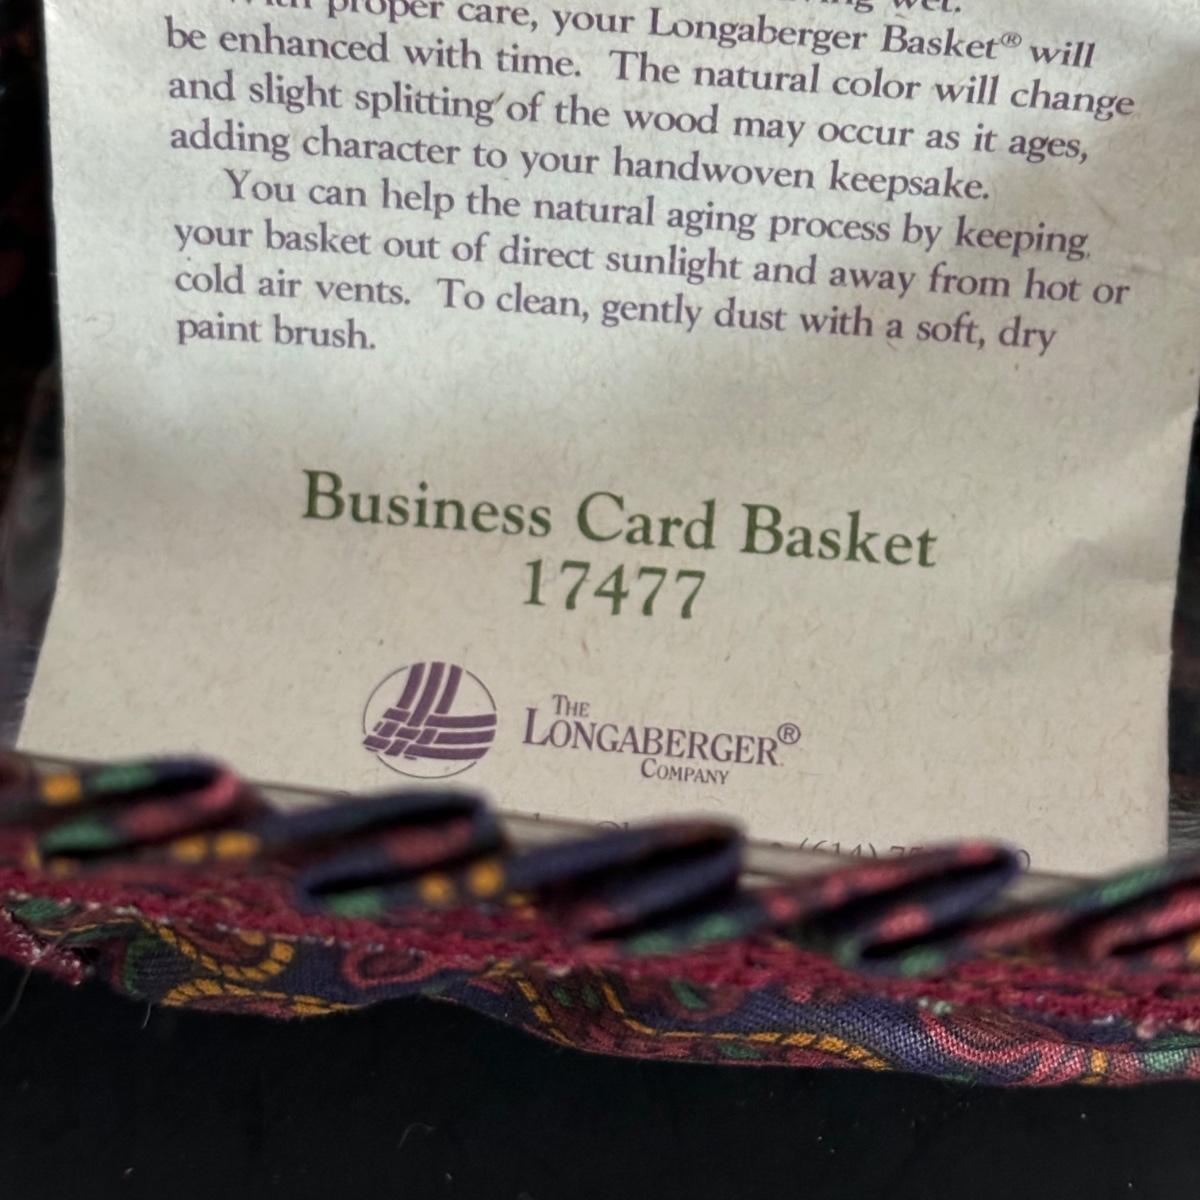 With proper care, your Longaberger Basket® will
be enhanced with time. The natural color will change
and slight splitting of the wood may occur as it ages,
adding character to your handwoven keepsake.
You can help the natural aging process by keeping
your basket out of direct sunlight and away from hot or
cold air vents. To clean, gently dust with a soft, dry
paint brush.
Business Card Basket
17477
THE
LONGABERGER®
COMPANY